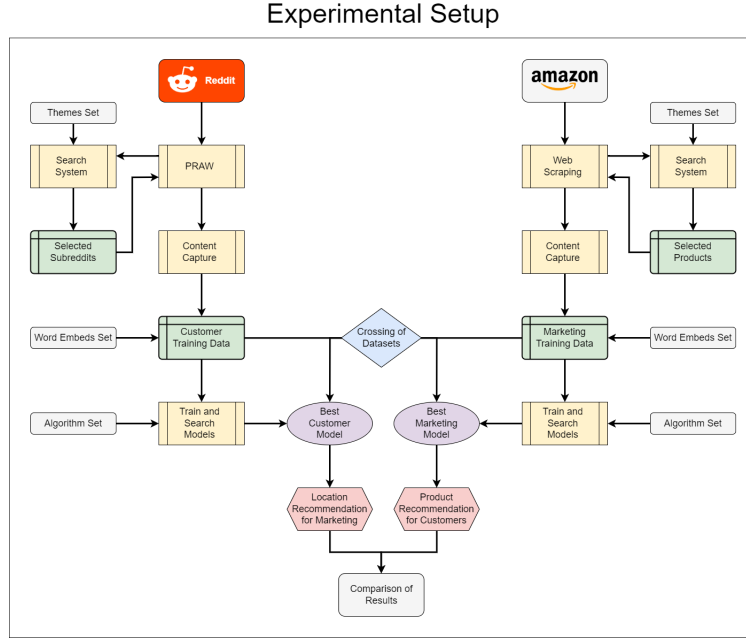 Experimental Setup
Reddit
amazon
Themes Set
Themes Set
Search
System
PRAW
Web
Scraping
Search
System
Selected
Subreddits
Content
Capture
Content
Capture
Selected
Products
Word Embeds Set
Customer
Training Data
Crossing of
Datasets
Marketing
Training Data
Word Embeds Set
Algorithm Set
Train and
Search
Models
Best
Customer
Model
Best
Marketing
Model
Train and
Search
Models
Algorithm Set
Location
Recommendation
for Marketing
Product
Recommendation
for Customers
Comparison of
Results